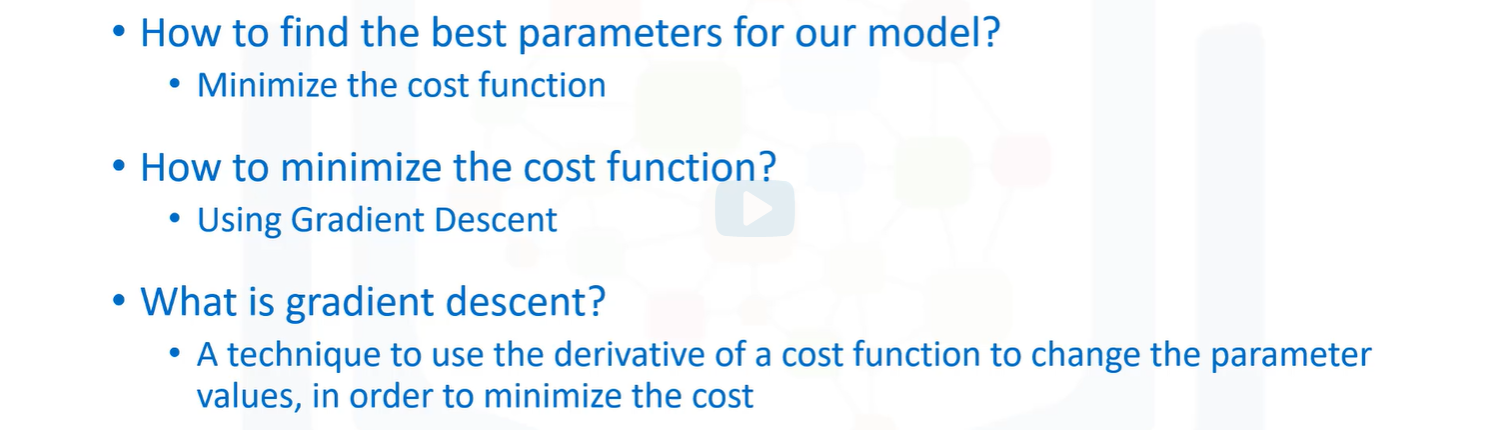 • How to find the best parameters for our model?
• Minimize the cost function
• How to minimize the cost function?
• Using Gradient Descent
• What is gradient descent?
• A technique to use the derivative of a cost function to change the parameter
values, in order to minimize the cost